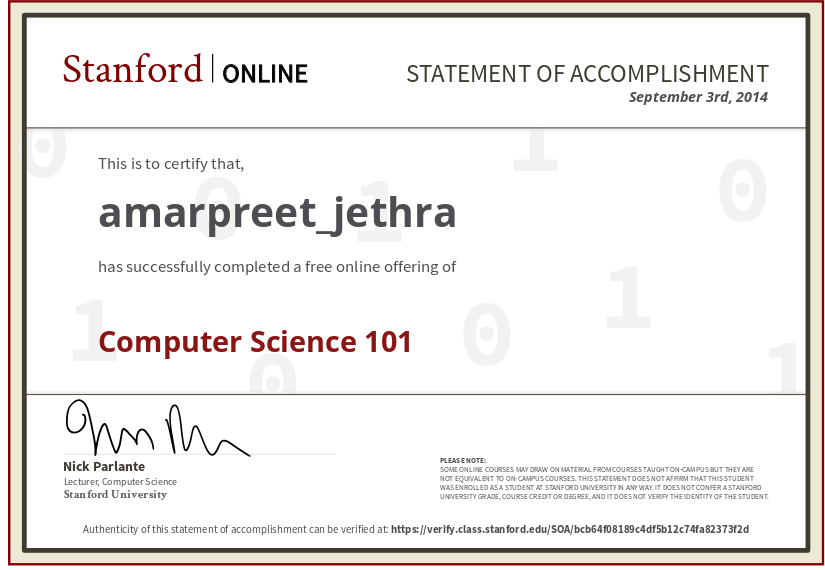 Stanford | ONLINE
STATEMENT OF ACCOMPLISHMENT
September 3rd, 2014
This is to certify that,
amarpreet_jethra
has successfully completed a free online offering of
Computer Science 101
Nick Parlante
Lecturer, Computer Science
Stanford University
PLEASE NOTE:
SOME ONLINE COURSES MAY DRAW ON MATERIAL FROM COURSES TAUGHT ON-CAMPUS BUT THEY ARE
NOT EQUIVALENT TO ON-CAMPUS COURSES. THIS STATEMENT DOES NOT AFFIRM THAT THIS STUDENT
WAS ENROLLED AS A STUDENT AT STANFORD UNIVERSITY IN ANY WAY. IT DOES NOT CONFER A STANFORD
UNIVERSITY GRADE, COURSE CREDIT OR DEGREE, AND IT DOES NOT VERIFY THE IDENTITY OF THE STUDENT.
Authenticity of this statement of accomplishment can be verified at: https://verify.class.stanford.edu/SOA/bcb64f08189c4df5b12c74fa82373f2d